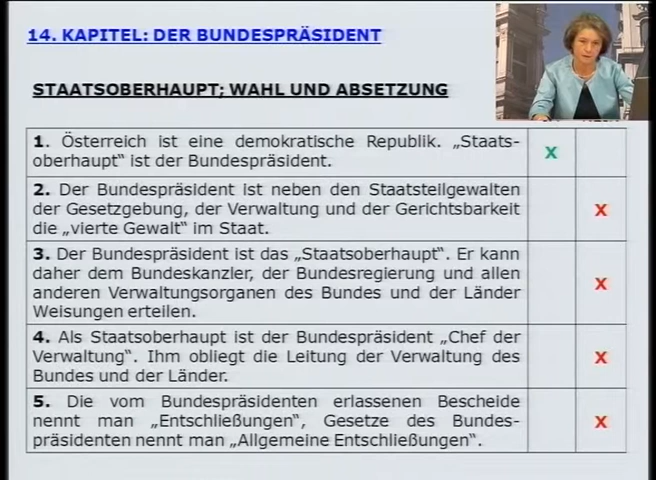 14. KAPITEL: DER BUNDESPRÄSIDENT
STAATSOBERHAUPT; WAHL UND ABSETZUNG
1. Österreich ist eine demokratische Republik. „Staats-
oberhaupt“ ist der Bundespräsident.
X
2. Der Bundespräsident ist neben den Staatsteilgewalten
der Gesetzgebung, der Verwaltung und der Gerichtsbarkeit
die „vierte Gewalt“ im Staat.
X
3. Der Bundespräsident ist das „Staatsoberhaupt“. Er kann
daher dem Bundeskanzler, der Bundesregierung und allen
anderen Verwaltungsorganen des Bundes und der Länder
Weisungen erteilen.
X
4. Als Staatsoberhaupt ist der Bundespräsident „Chef der
Verwaltung“. Ihm obliegt die Leitung der Verwaltung des
Bundes und der Länder.
X
5. Die vom Bundespräsidenten erlassenen Bescheide
nennt man „Entschließungen“, Gesetze des Bundes-
präsidenten nennt man „Allgemeine Entschließungen“.
X